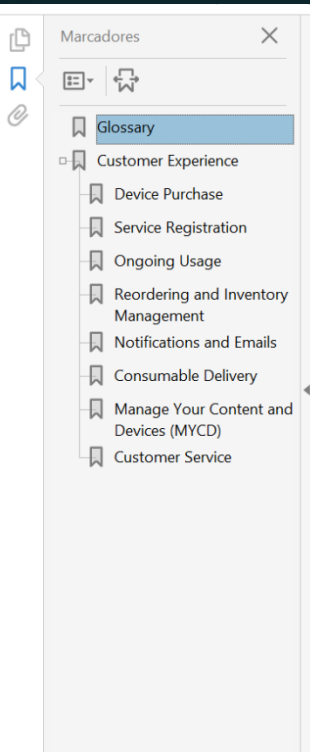 Marcadores
Glossary
Customer Experience
Device Purchase
Service Registration
Ongoing Usage
Reordering and Inventory
Management
Notifications and Emails
Consumable Delivery
Manage Your Content and
Devices (MYCD)
Customer Service